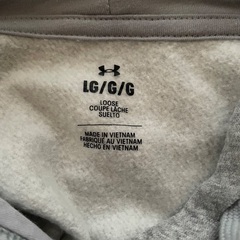 LG/G/G
LOOSE
COUPE LÂCHE
SUELTO
MADE IN VIETNAM
FABRIQUÉ AU VIETNAM
HECHO EN VIETNAM